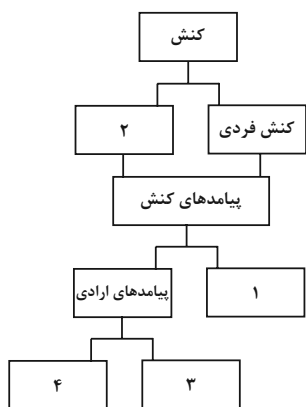 کنش
کنش فردی
۲
پیامدهای کنش
۱
پیامدهای ارادی
۳
۴